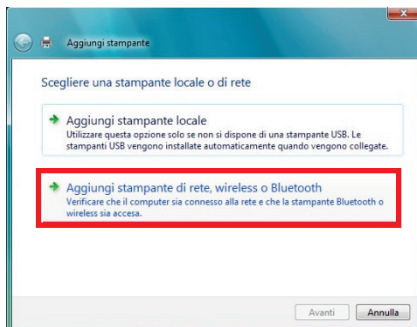 Aggiungi stampante
Scegliere una stampante locale o di rete
Aggiungi stampante locale
Utilizzare questa opzione solo se non si dispone di una stampante USB. Le
stampanti USB vengono installate automaticamente quando vengono collegate.
Aggiungi stampante di rete, wireless o Bluetooth
Verificare che il computer sia connesso alla rete e che la stampante Bluetooth o
wireless sia accesa.
Avanti
Annulla